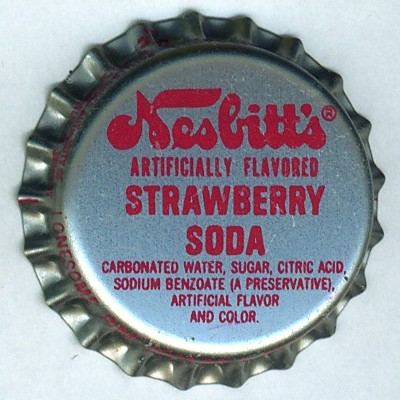 Nesbitt's®
ARTIFICIALLY FLAVORED
STRAWBERRY
SODA
CARBONATED WATER, SUGAR, CITRIC ACID,
SODIUM BENZOATE (A PRESERVATIVE),
ARTIFICIAL FLAVOR
AND COLOR.